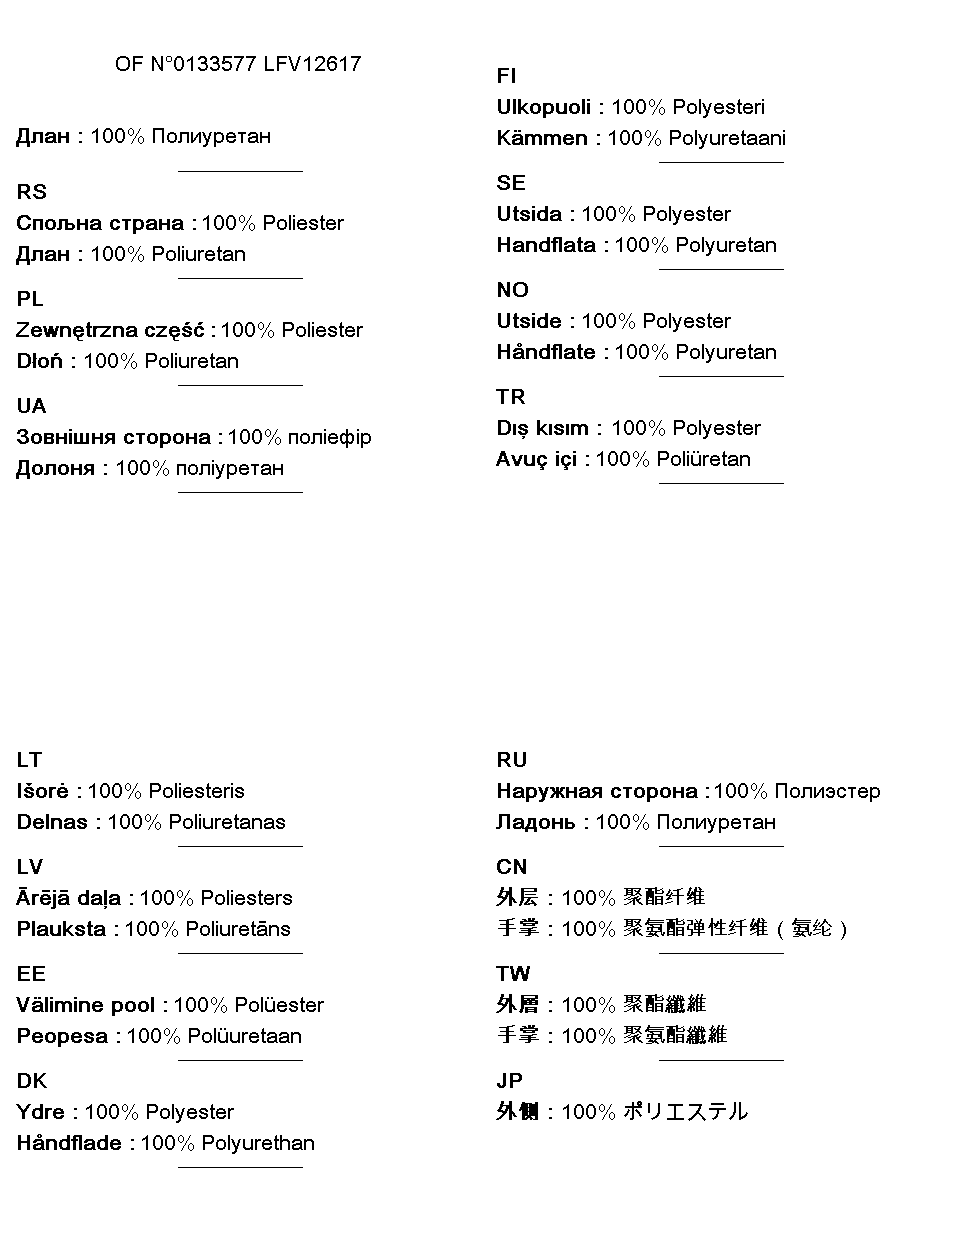 OF N°0133577 LFV12617
Длан : 100% Полиуретан
RS
Спољна страна : 100% Poliester
Длан : 100% Poliuretan
PL
Zewnętrzna część : 100% Poliester
Dłoń : 100% Poliuretan
UA
Зовнішня сторона : 100% поліефір
Долоня : 100% поліуретан
FI
Ulkopuoli : 100% Polyesteri
Kämmen : 100% Polyuretaani
SE
Utsida : 100% Polyester
Handflata : 100% Polyuretan
NO
Utside : 100% Polyester
Håndflate : 100% Polyuretan
TR
Dış kısım : 100% Polyester
Avuç içi : 100% Poliüretan
LT
Išorė : 100% Poliesteris
Delnas : 100% Poliuretanas
LV
Ārējā daļa : 100% Poliesters
Plauksta : 100% Poliuretāns
EE
Välimine pool : 100% Polüester
Peopesa : 100% Polüuretaan
DK
Ydre : 100% Polyester
Håndflade : 100% Polyurethan
RU
Наружная сторона : 100% Полиэстер
Ладонь : 100% Полиуретан
CN
外层 : 100% 聚酯纤维
手掌 : 100% 聚氨酯弹性纤维（氨纶）
TW
外層 : 100% 聚酯纖維
手掌 : 100% 聚氨酯纖維
JP
外側 : 100% ポリエステル